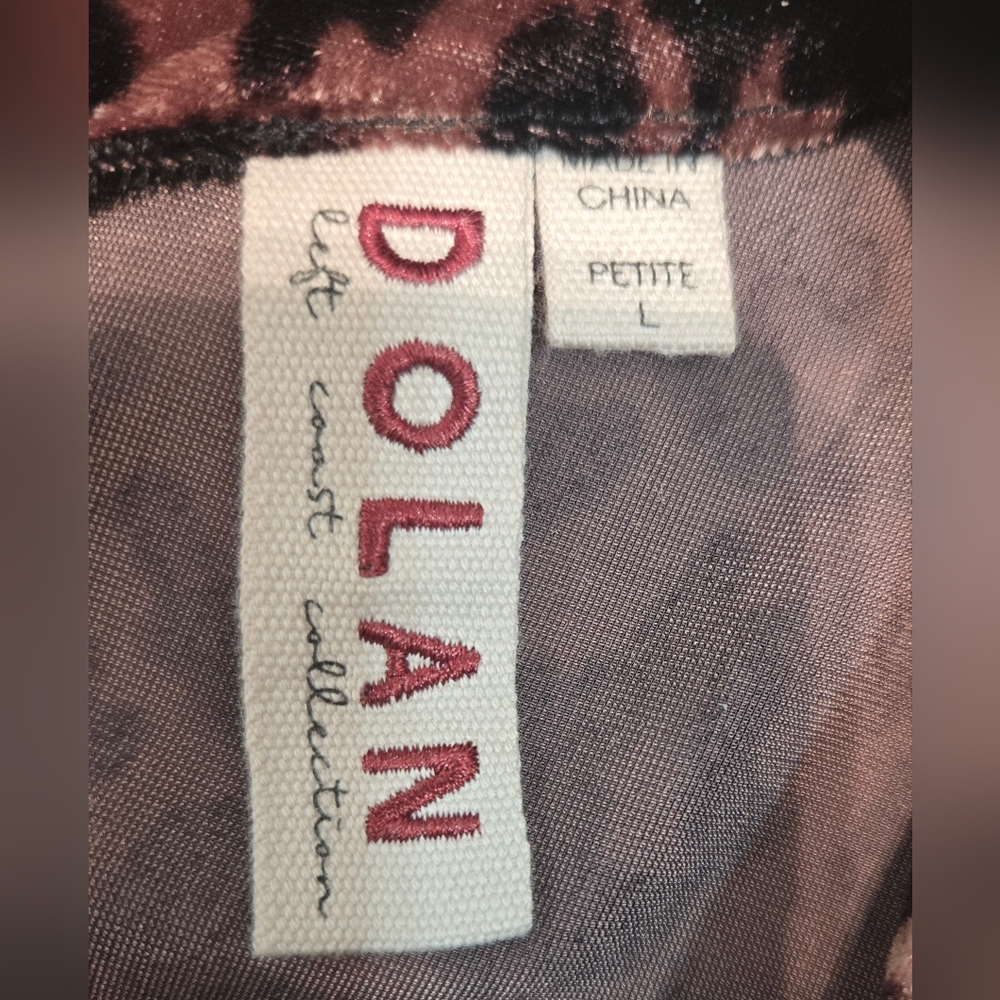 DOLAN
left coast collection
MADE IN
CHINA
PETITE
L